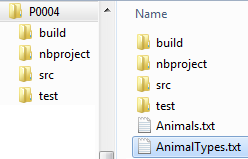 P0004
build
nbproject
src
test
Name
build
nbproject
src
test
Animals.txt
AnimalTypes.txt